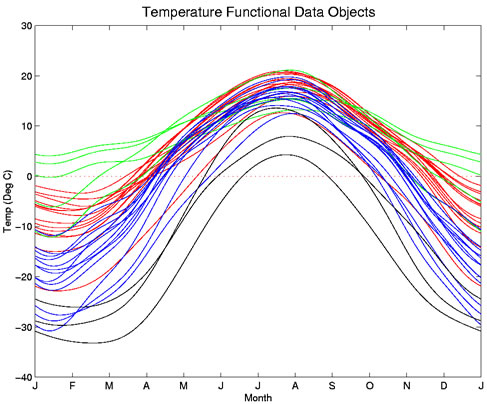 Temperature Functional Data Objects
30
20
10
0
−10
−20
−30
−40
Temp (Deg C)
J F M A M J J A S O N D J
Month